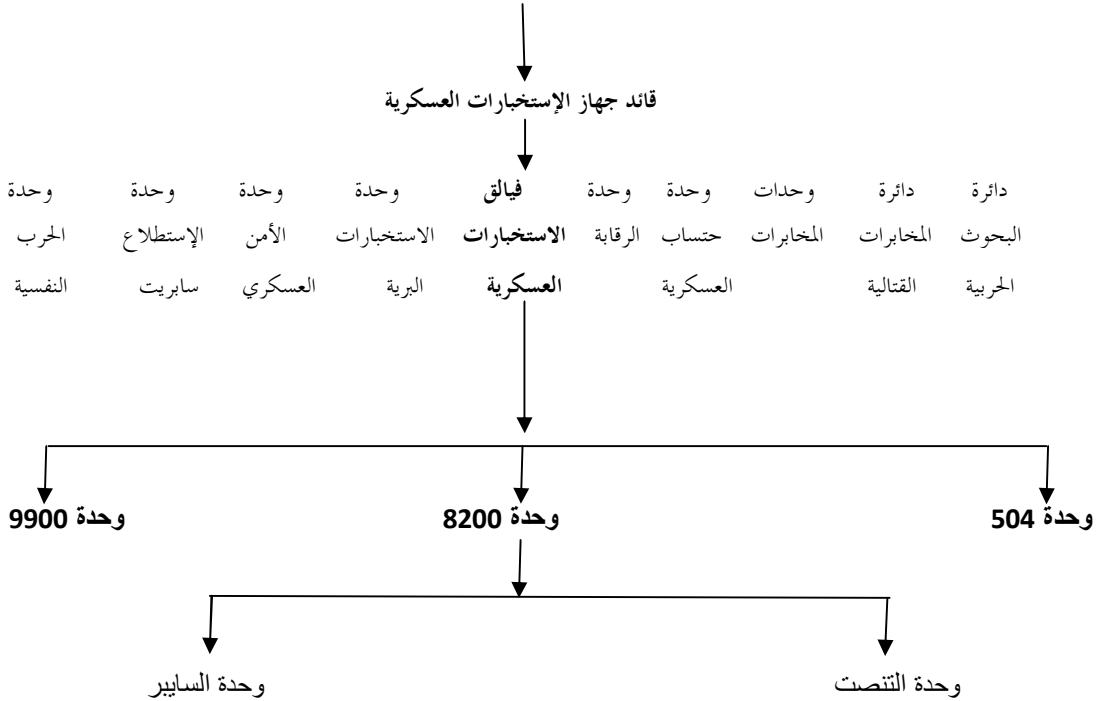 قائد جهاز الإستخبارات العسكرية
دائرة دائرة وحدات وحدة وحدة فيالق وحدة وحدة وحدة وحدة
البحوث المخابرات المخابرات حتساب الرقابة الاستخبارات الاستخبارات الأمن الإستطلاع الحرب
الحربية القتالية العسكرية العسكرية البرية العسكري سابريت النفسية
وحدة 504 وحدة 8200 وحدة 9900
وحدة التنصت وحدة السايبر